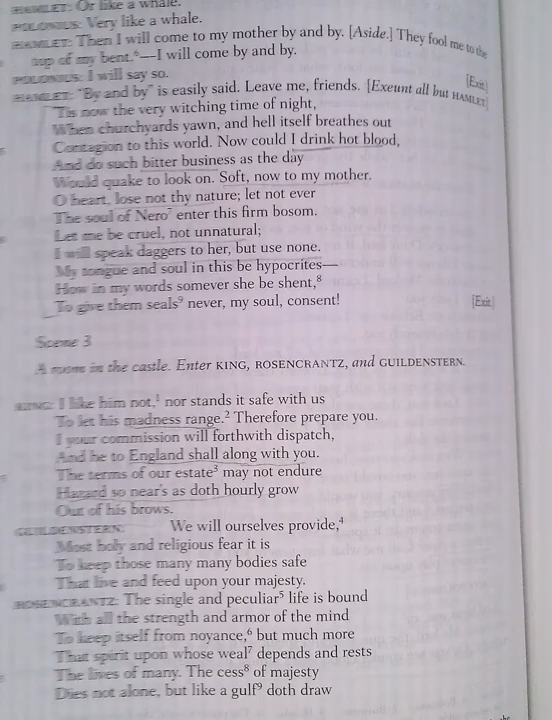 HAMLET: Or like a whale.
POLONIUS: Very like a whale.
HAMLET: Then I will come to my mother by and by. [Aside.] They fool me to the
top of my bent.⁶—I will come by and by.
POLONIUS: I will say so. [Exit]
HAMLET: "By and by" is easily said. Leave me, friends. [Exeunt all but HAMLET]
'Tis now the very witching time of night,
When churchyards yawn, and hell itself breathes out
Contagion to this world. Now could I drink hot blood,
And do such bitter business as the day
Would quake to look on. Soft, now to my mother.
O heart, lose not thy nature; let not ever
The soul of Nero⁷ enter this firm bosom.
Let me be cruel, not unnatural;
I will speak daggers to her, but use none.
My tongue and soul in this be hypocrites—
How in my words somever she be shent,⁸
To give them seals⁹ never, my soul, consent! [Exit]
Scene 3
A room in the castle. Enter KING, ROSENCRANTZ, and GUILDENSTERN.
KING: I like him not,¹ nor stands it safe with us
To let his madness range.² Therefore prepare you.
I your commission will forthwith dispatch,
And he to England shall along with you.
The terms of our estate³ may not endure
Hazard so near's as doth hourly grow
Out of his brows.
GUILDENSTERN: We will ourselves provide,⁴
Most holy and religious fear it is
To keep those many many bodies safe
That live and feed upon your majesty.
ROSENCRANTZ: The single and peculiar⁵ life is bound
With all the strength and armor of the mind
To keep itself from noyance,⁶ but much more
That spirit upon whose weal⁷ depends and rests
The lives of many. The cess⁸ of majesty
Dies not alone, but like a gulf⁹ doth draw